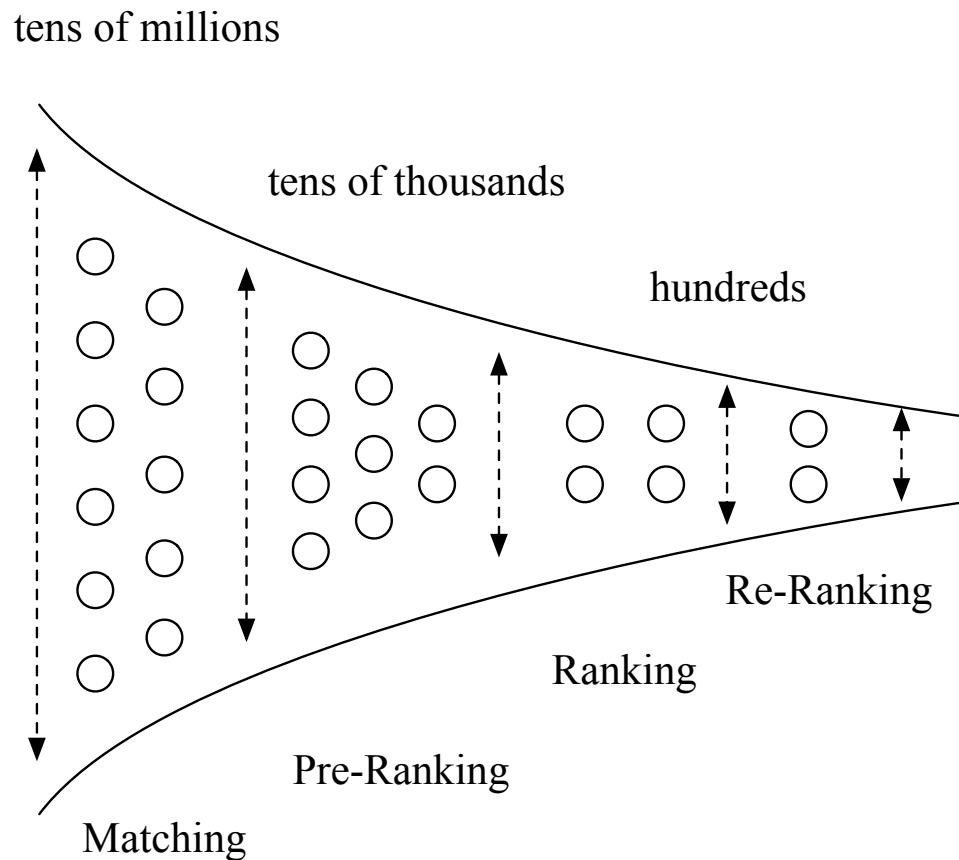 tens of millions
tens of thousands
hundreds
Re-Ranking
Ranking
Pre-Ranking
Matching